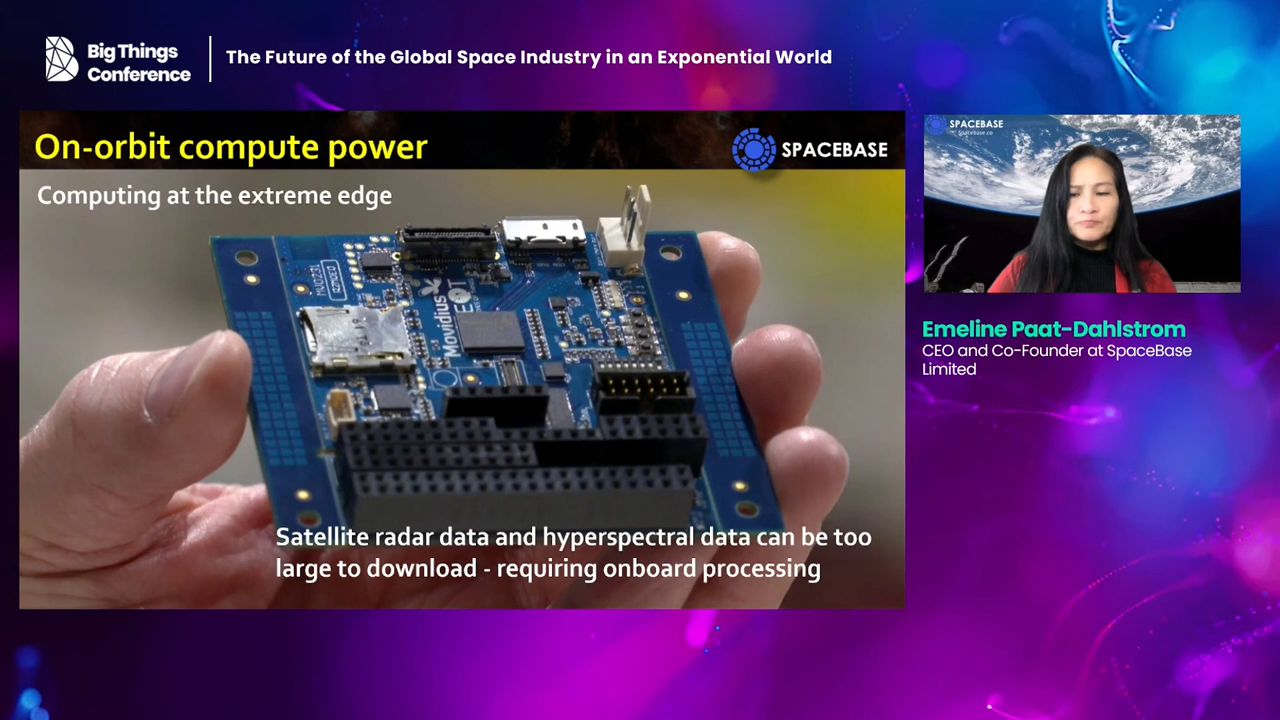 Big Things
Conference
The Future of the Global Space Industry in an Exponential World
On-orbit compute power
SPACEBASE
Computing at the extreme edge
Movidius
Satellite radar data and hyperspectral data can be too
large to download - requiring onboard processing
SPACEBASE
Spacebase.co
Emeline Paat-Dahlstrom
CEO and Co-Founder at SpaceBase
Limited